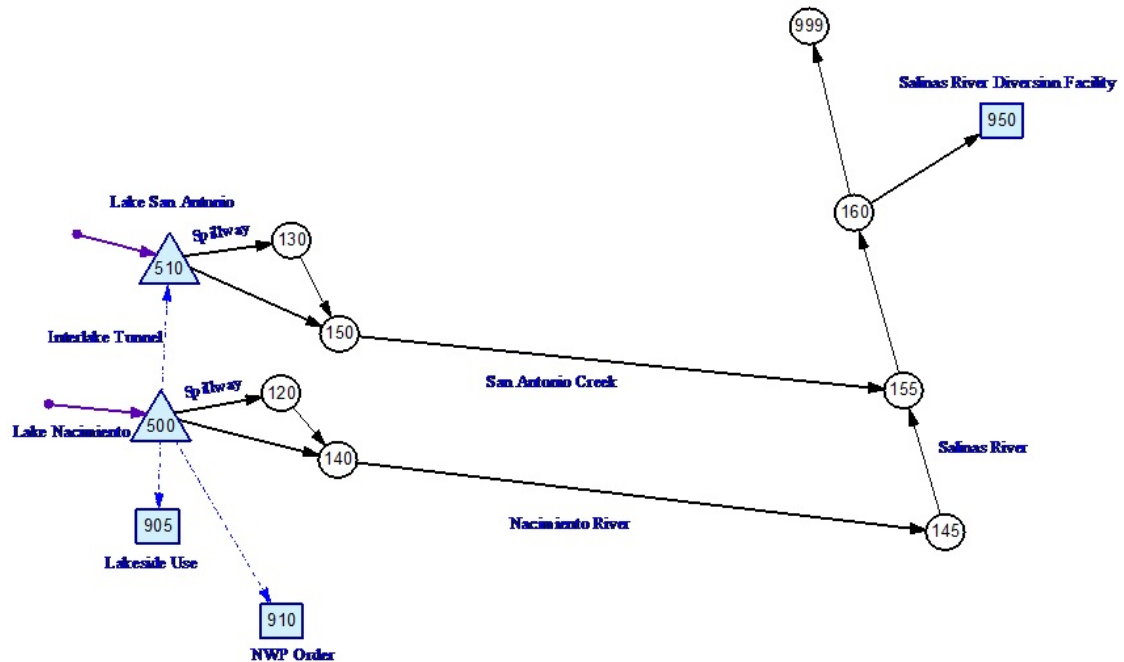 999
Salinas River Diversion Facility
950
Lake San Antonio
160
Spillway
130
510
Interlake Tunnel
150
San Antonio Creek
155
Spillway
120
Lake Nacimiento
500
140
Salinas River
Nacimiento River
905
145
Lakeside Use
910
NWP Order